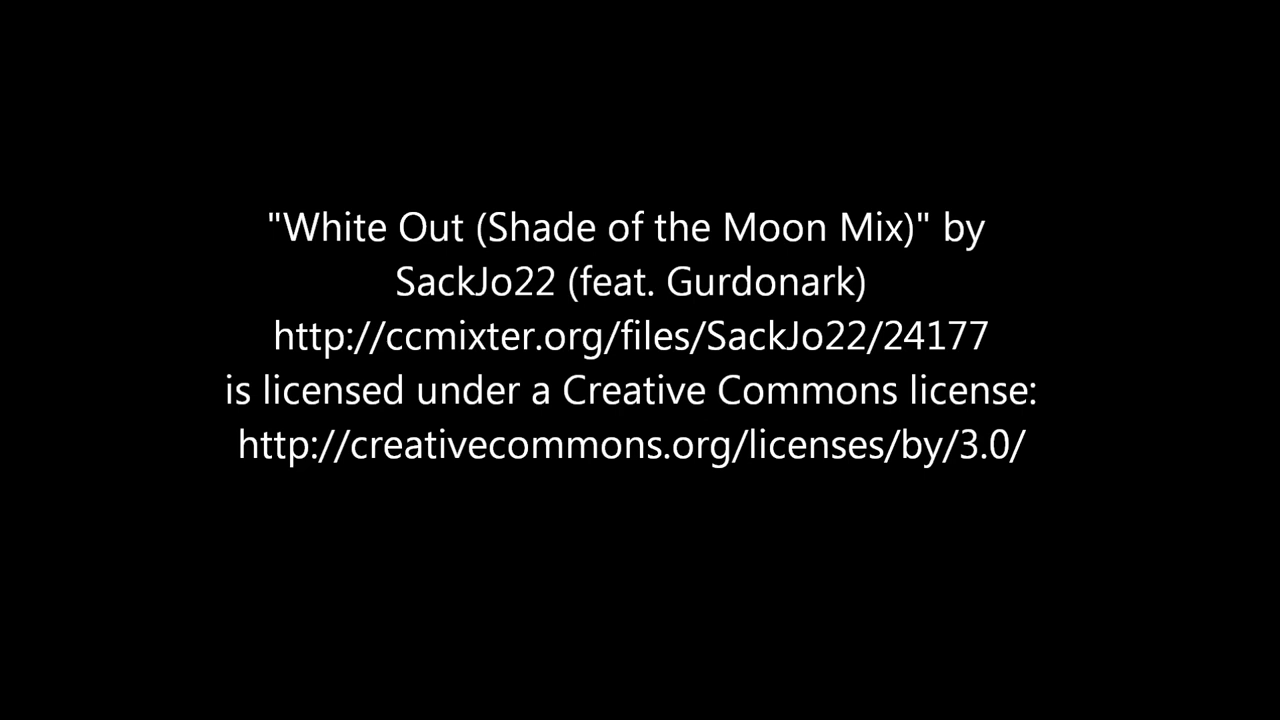 "White Out (Shade of the Moon Mix)" by
SackJo22 (feat. Gurdonark)
http://ccmixter.org/files/SackJo22/24177
is licensed under a Creative Commons license:
http://creativecommons.org/licenses/by/3.0/